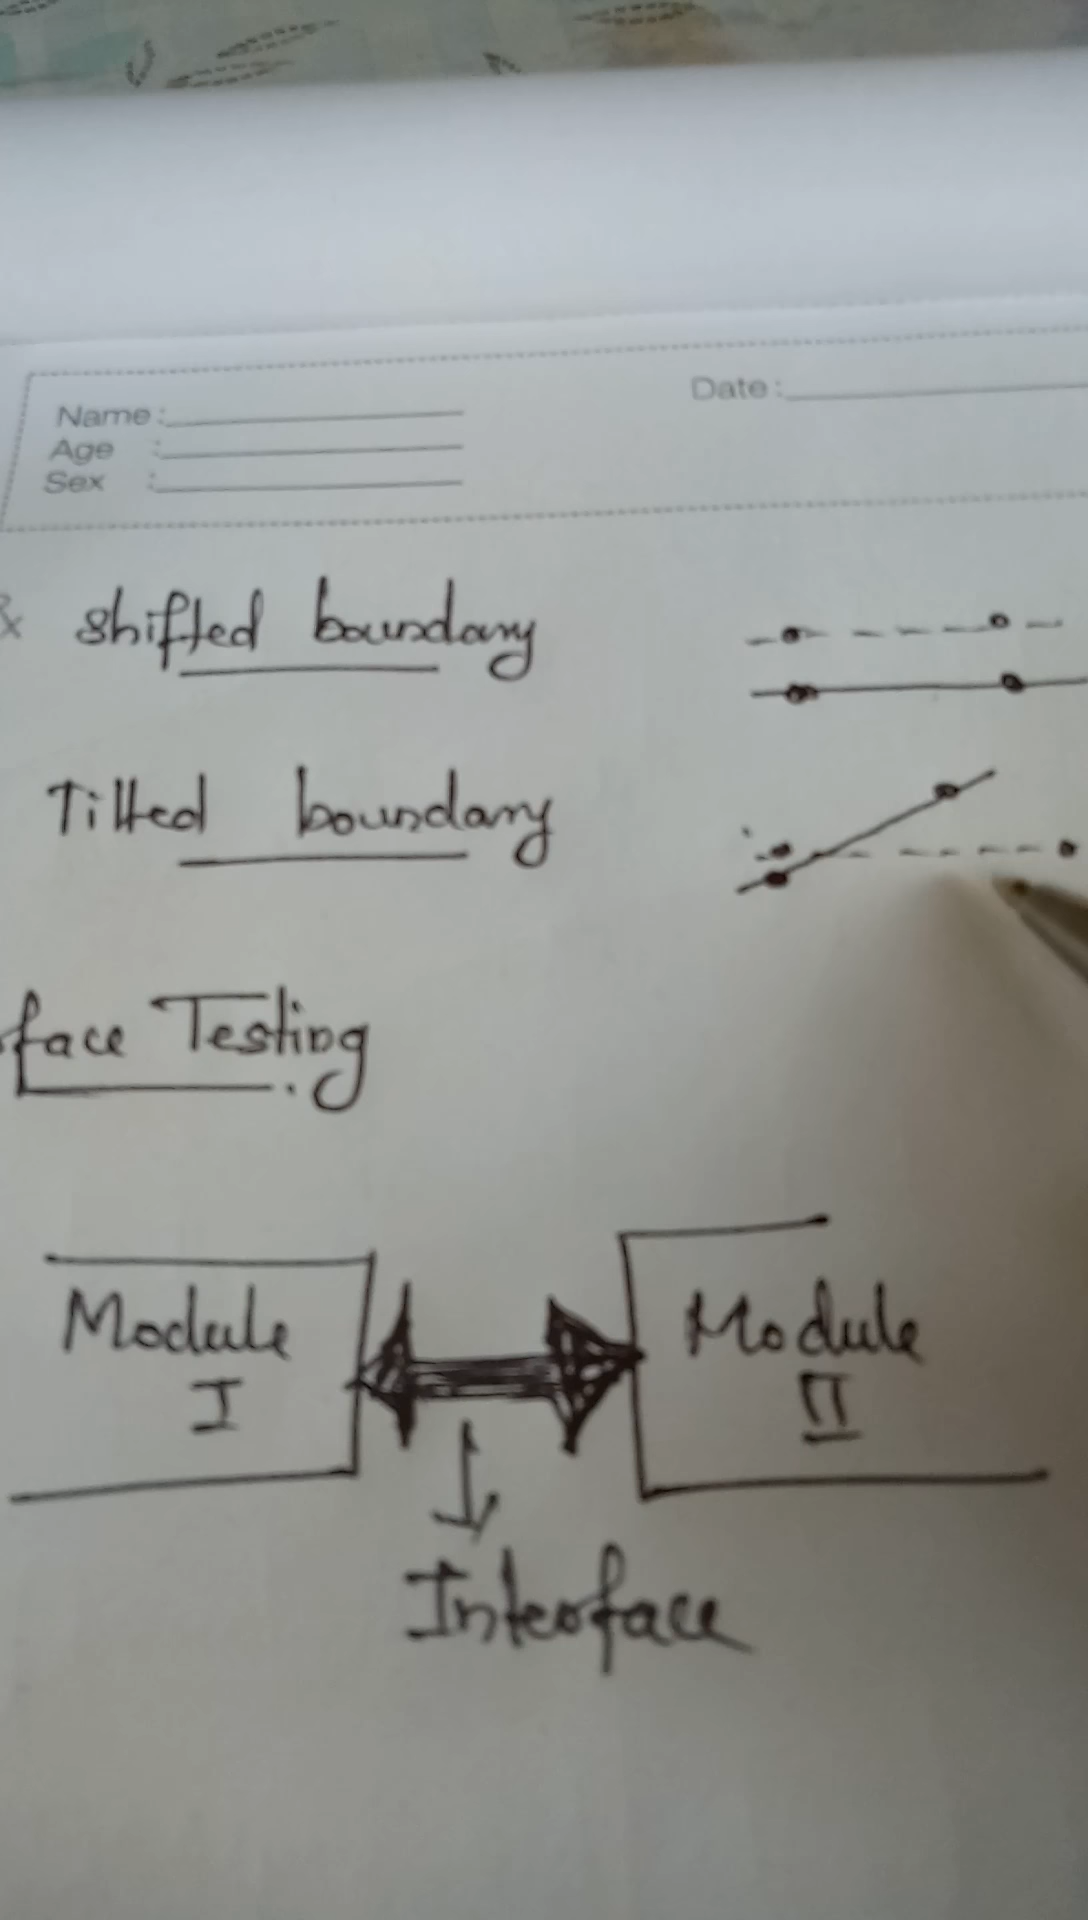 Name :
Date :
Age :
Sex :
& shifted boundary
Tilted boundary
face Testing
Module
I
Module
II
Interface